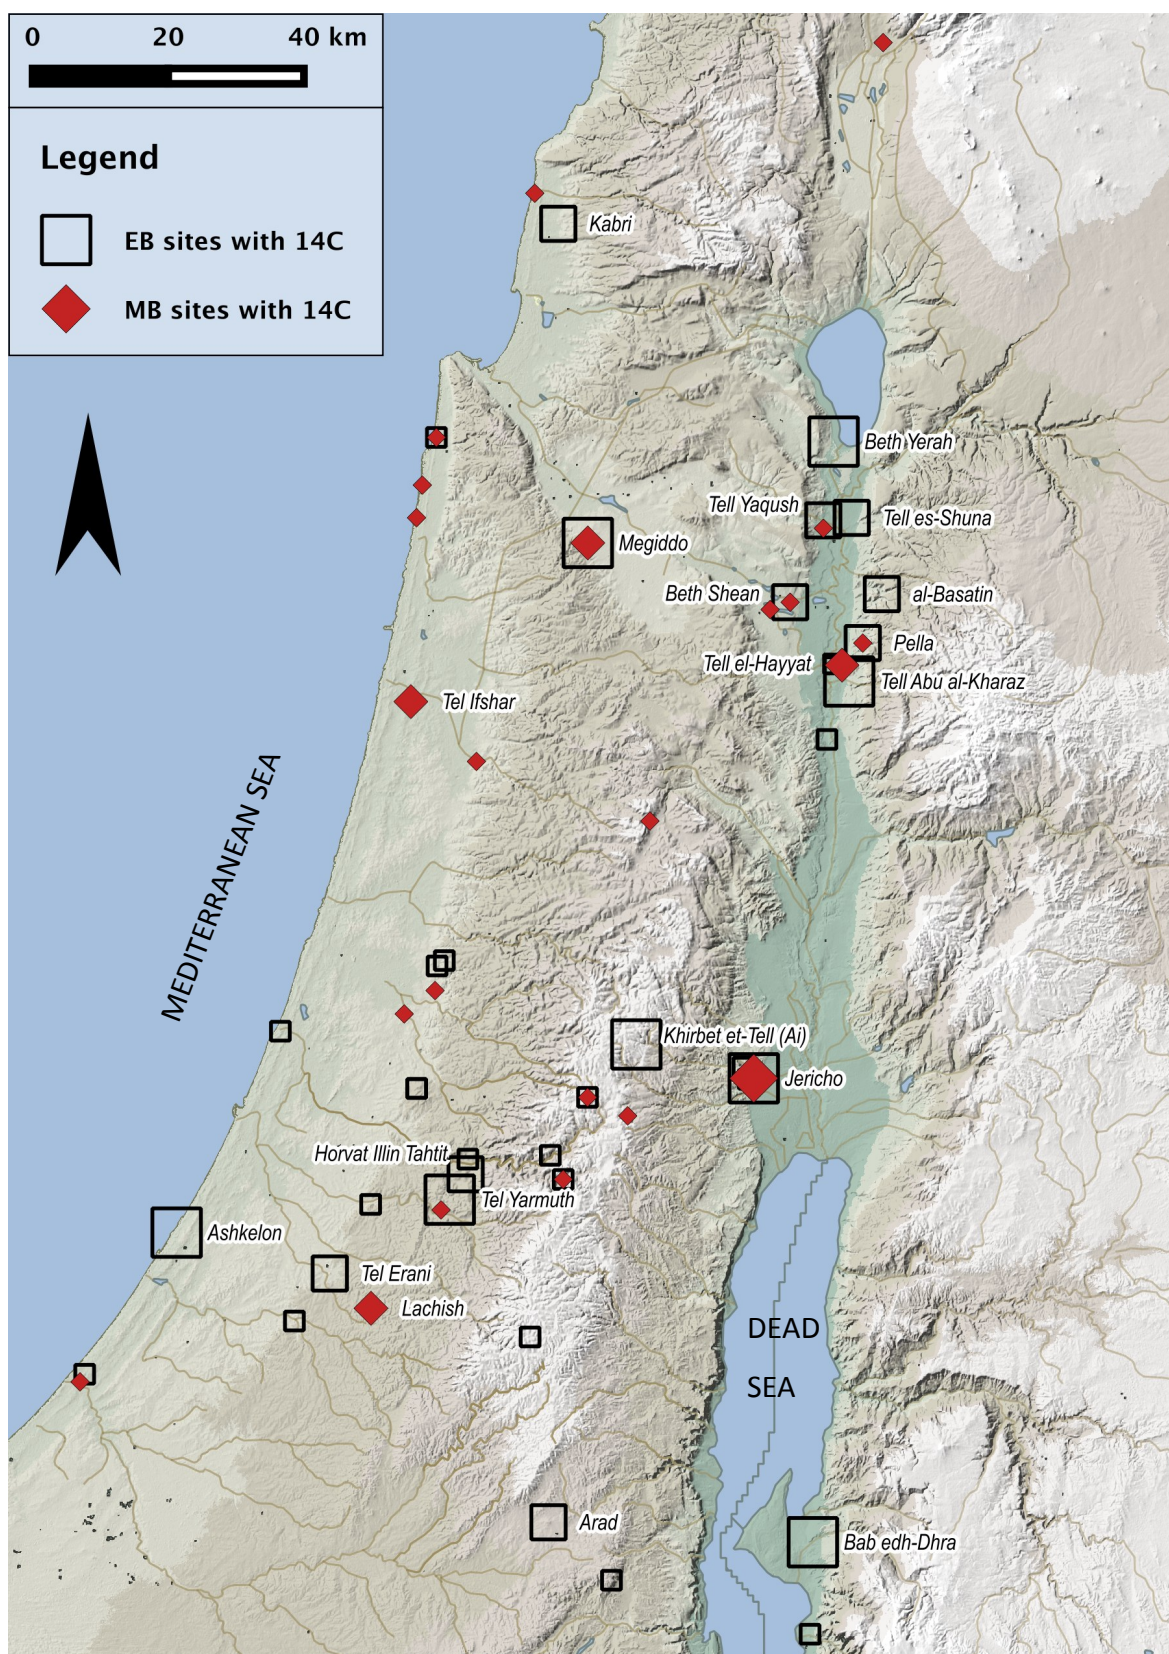 0 20 40 km
Legend
EB sites with 14C
MB sites with 14C
Kabri
Beth Yerah
Tell Yaqush
Tell es-Shuna
Megiddo
Beth Shean
al-Basatin
Pella
Tell el-Hayyat
Tell Abu al-Kharaz
Tel Ifshar
MEDITERRANEAN SEA
Khirbet et-Tell (Ai)
Jericho
Horvat Illin Tahtit
Tel Yarmuth
Ashkelon
Tel Erani
Lachish
DEAD
SEA
Arad
Bab edh-Dhra